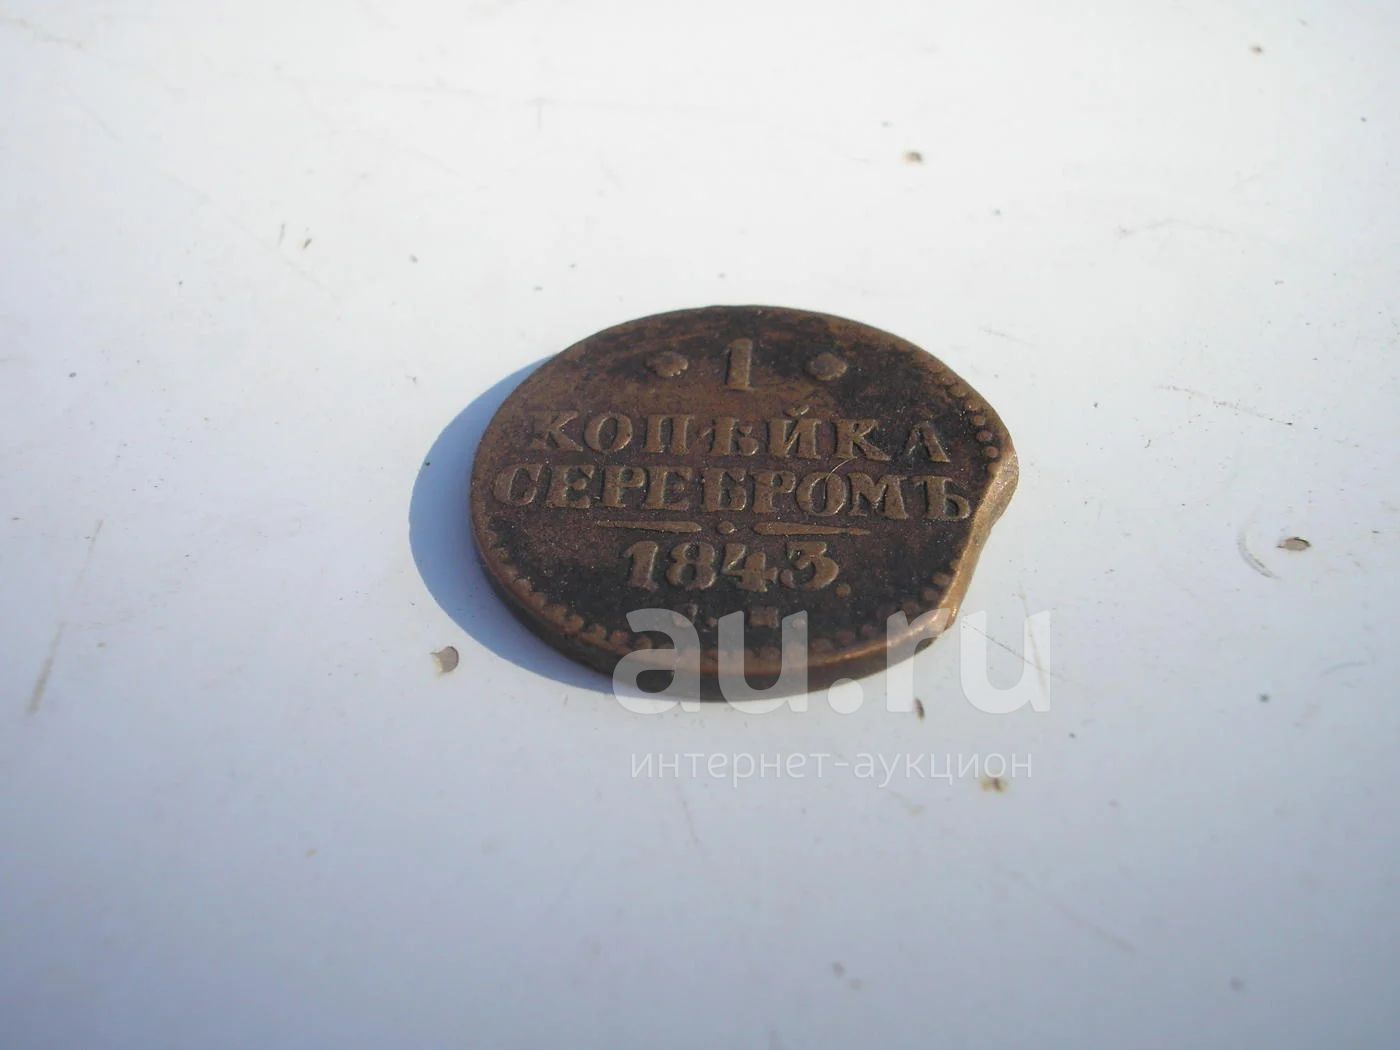 1
КОПѢЙКА
СЕРЕБРОМЪ
1843.
au.ru
интернет-аукцион